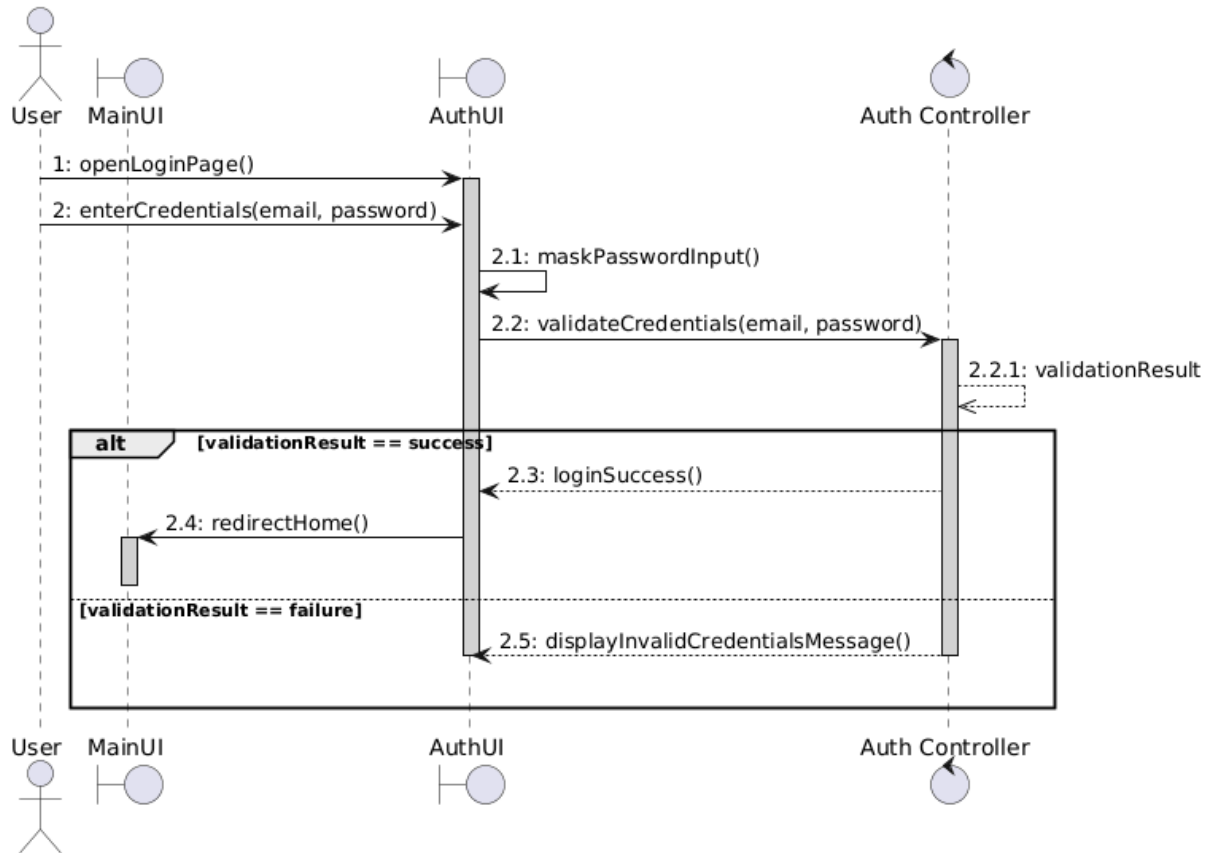 User MainUI AuthUI Auth Controller
1: openLoginPage()
2: enterCredentials(email, password)
2.1: maskPasswordInput()
2.2: validateCredentials(email, password)
2.2.1: validationResult
alt [validationResult == success]
2.3: loginSuccess()
2.4: redirectHome()
[validationResult == failure]
2.5: displayInvalidCredentialsMessage()
User MainUI AuthUI Auth Controller